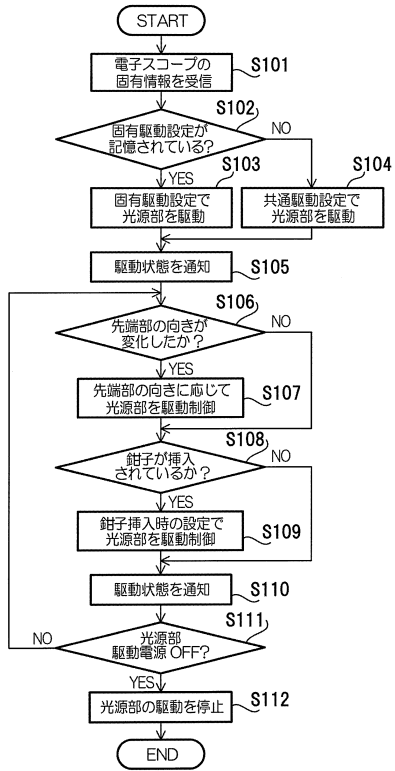 START
電子スコープの
固有情報を受信
S101
S102
固有駆動設定が
記憶されている?
NO
YES
S103
S104
固有駆動設定で
光源部を駆動
共通駆動設定で
光源部を駆動
駆動状態を通知
S105
S106
先端部の向きが
変化したか?
NO
YES
先端部の向きに応じて
光源部を駆動制御
S107
S108
鉗子が挿入
されているか?
NO
YES
鉗子挿入時の設定で
光源部を駆動制御
S109
駆動状態を通知
S110
S111
光源部
駆動電源OFF?
NO
YES
光源部の駆動を停止
S112
END